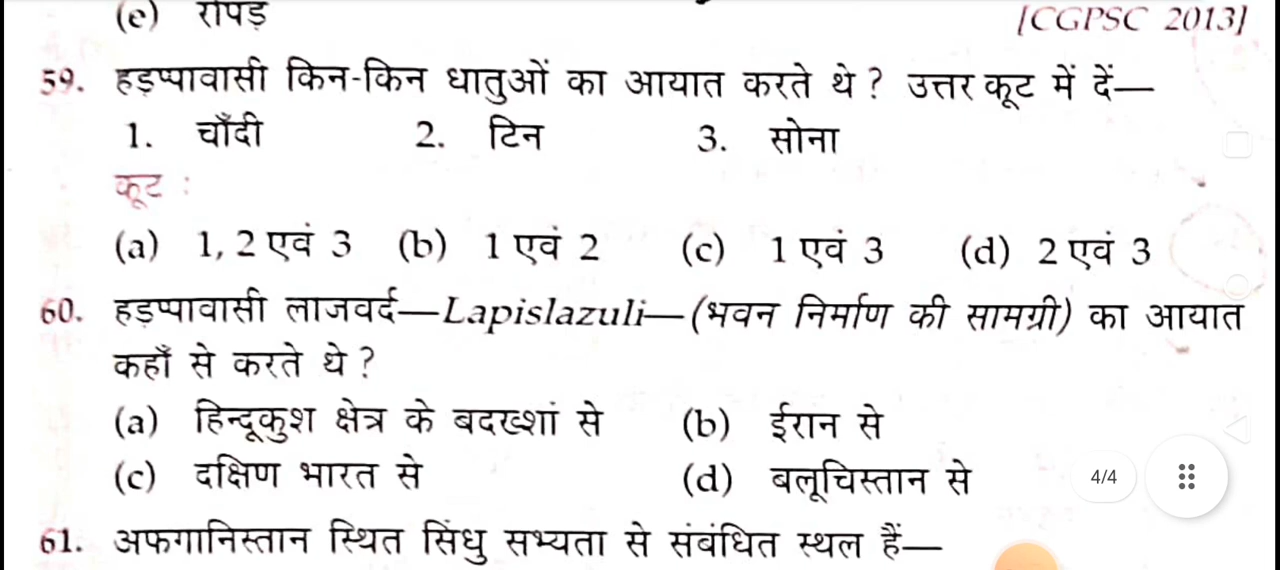 (e) रोपड़
[CGPSC 2013]
59. हड़प्पावासी किन-किन धातुओं का आयात करते थे ? उत्तर कूट में दें—
1. चाँदी 2. टिन 3. सोना
कूट :
(a) 1, 2 एवं 3 (b) 1 एवं 2 (c) 1 एवं 3 (d) 2 एवं 3
60. हड़प्पावासी लाजवर्द—Lapislazuli—(भवन निर्माण की सामग्री) का आयात
कहाँ से करते थे ?
(a) हिन्दूकुश क्षेत्र के बदख्शां से (b) ईरान से
(c) दक्षिण भारत से (d) बलूचिस्तान से
4/4
61. अफगानिस्तान स्थित सिंधु सभ्यता से संबंधित स्थल हैं—